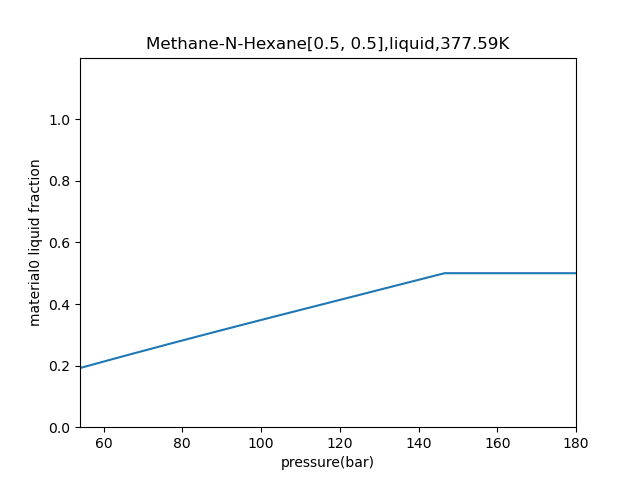 Methane-N-Hexane[0.5, 0.5],liquid,377.59K
material0 liquid fraction
1.0
0.8
0.6
0.4
0.2
0.0
60 80 100 120 140 160 180
pressure(bar)